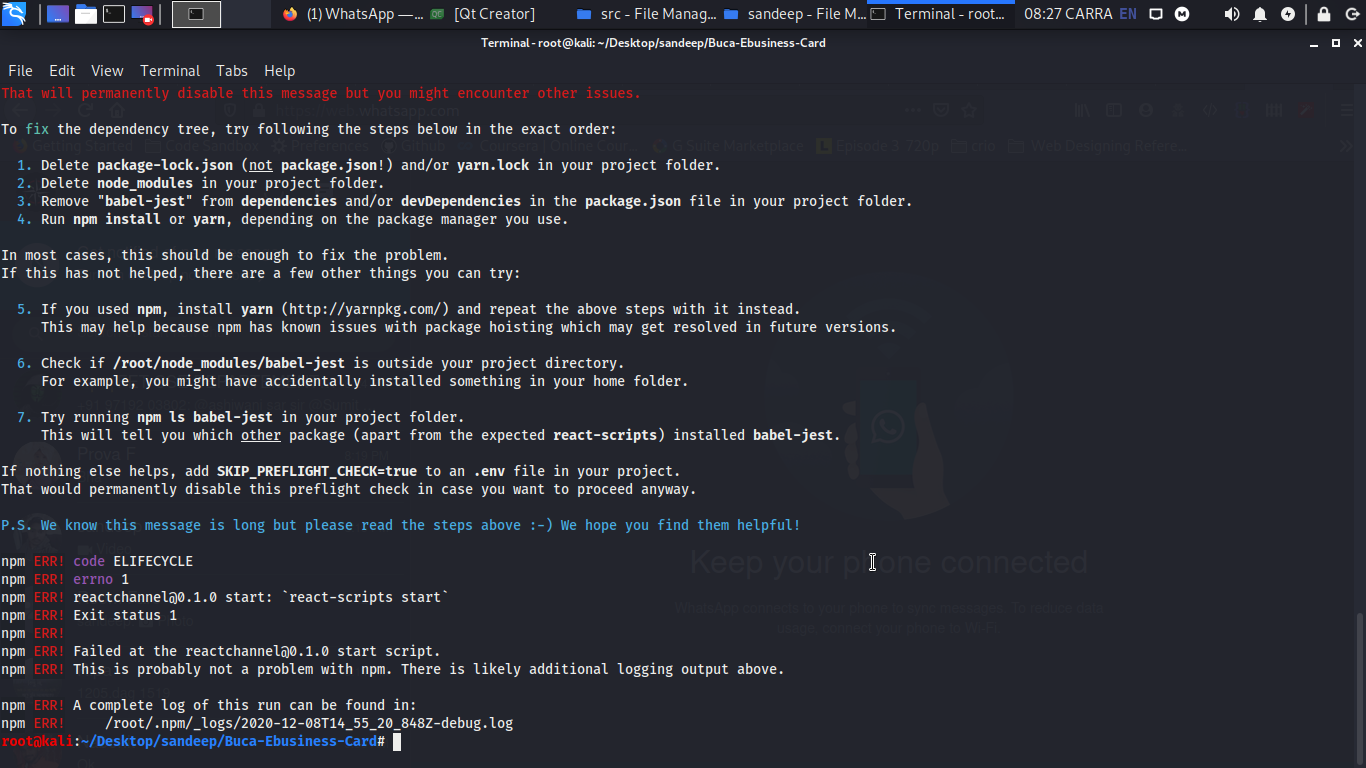 (1) WhatsApp —...
[Qt Creator]
src - File Manag...
sandeep - File M...
Terminal - root...
08:27 CARRA EN
Terminal - root@kali: ~/Desktop/sandeep/Buca-Ebusiness-Card
File Edit View Terminal Tabs Help
That will permanently disable this message but you might encounter other issues.
To fix the dependency tree, try following the steps below in the exact order:
1. Delete package-lock.json (not package.json!) and/or yarn.lock in your project folder.
2. Delete node_modules in your project folder.
3. Remove "babel-jest" from dependencies and/or devDependencies in the package.json file in your project folder.
4. Run npm install or yarn, depending on the package manager you use.
In most cases, this should be enough to fix the problem.
If this has not helped, there are a few other things you can try:
5. If you used npm, install yarn (http://yarnpkg.com/) and repeat the above steps with it instead.
This may help because npm has known issues with package hoisting which may get resolved in future versions.
6. Check if /root/node_modules/babel-jest is outside your project directory.
For example, you might have accidentally installed something in your home folder.
7. Try running npm ls babel-jest in your project folder.
This will tell you which other package (apart from the expected react-scripts) installed babel-jest.
If nothing else helps, add SKIP_PREFLIGHT_CHECK=true to an .env file in your project.
That would permanently disable this preflight check in case you want to proceed anyway.
P.S. We know this message is long but please read the steps above :-) We hope you find them helpful!
npm ERR! code ELIFECYCLE
npm ERR! errno 1
npm ERR! reactchannel@0.1.0 start: `react-scripts start`
npm ERR! Exit status 1
npm ERR!
npm ERR! Failed at the reactchannel@0.1.0 start script.
npm ERR! This is probably not a problem with npm. There is likely additional logging output above.
npm ERR! A complete log of this run can be found in:
npm ERR!     /root/.npm/_logs/2020-12-08T14_55_20_848Z-debug.log
root@kali:~/Desktop/sandeep/Buca-Ebusiness-Card#
Keep your phone connected